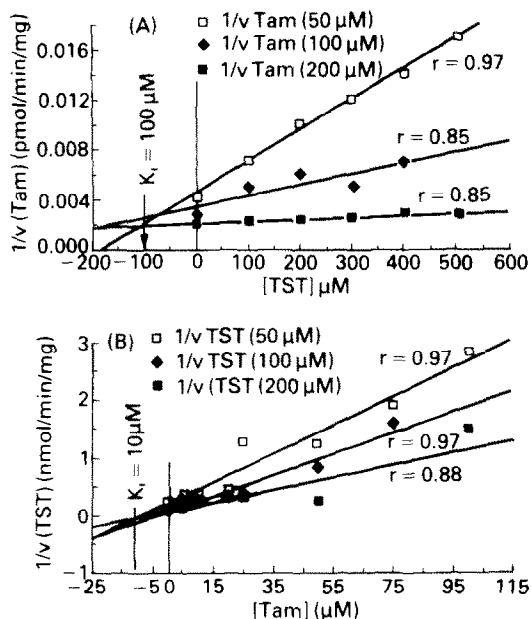 (A)
□ 1/v Tam (50 μM)
◆ 1/v Tam (100 μM)
■ 1/v Tam (200 μM)
r = 0.97
r = 0.85
r = 0.85
Ki = 100 μM
1/v (Tam) (pmol/min/mg)
0.016
0.012
0.008
0.004
0.000
−200 −100 0 100 200 300 400 500 600
[TST] μM
(B)
□ 1/v TST (50 μM)
◆ 1/v TST (100 μM)
■ 1/v (TST (200 μM)
r = 0.97
r = 0.97
r = 0.88
Ki = 10μM
1/v (TST) (nmol/min/mg)
3
2
1
0
−1
−25 −5 0 15 35 55 75 95 115
[Tam] (μM)